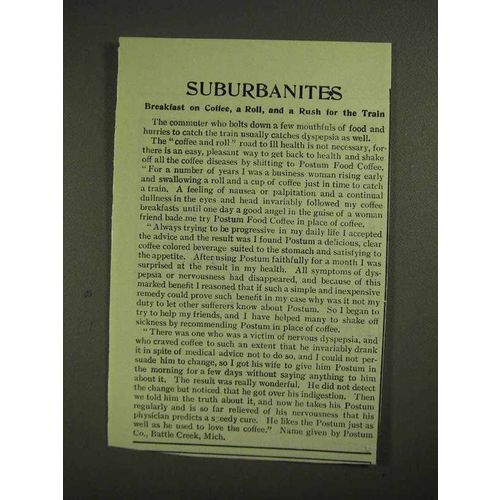 SUBURBANITES
Breakfast on Coffee, a Roll, and a Rush for the Train
The commuter who bolts down a few mouthfuls of food and
hurries to catch the train usually catches dyspepsia as well.
The "coffee and roll" road to ill health is not necessary, for
there is an easy, pleasant way to get back to health and shake
off all the coffee diseases by shifting to Postum Food Coffee.
"For a number of years I was a business woman rising early
and swallowing a roll and a cup of coffee just in time to catch
a train. A feeling of nausea or palpitation and a continual
dullness in the eyes and head invariably followed my coffee
breakfasts until one day a good angel in the guise of a woman
friend bade me try Postum Food Coffee in place of coffee.
"Always trying to be progressive in my daily life I accepted
the advice and the result was I found Postum a delicious, clear
coffee colored beverage suited to the stomach and satisfying to
the appetite. After using Postum faithfully for a month I was
surprised at the result in my health. All symptoms of dys-
pepsia or nervousness had disappeared, and because of this
marked benefit I reasoned that if such a simple and inexpensive
remedy could prove such benefit in my case why was it not my
duty to let other sufferers know about Postum. So I began to
try to help my friends, and I have helped many to shake off
sickness by recommending Postum in place of coffee.
"There was one who was a victim of nervous dyspepsia, and
who craved coffee to such an extent that he invariably drank
it in spite of medical advice not to do so, and I could not per-
suade him to change, so I got his wife to give him Postum in
the morning for a few days without saying anything to him
about it. The result was really wonderful. He did not detect
the change but noticed that he got over his indigestion. Then
we told him the truth about it, and now he takes his Postum
regularly and is so far relieved of his nervousness that his
physician predicts a speedy cure. He likes the Postum just as
well as he used to love the coffee." Name given by Postum
Co., Battle Creek, Mich.